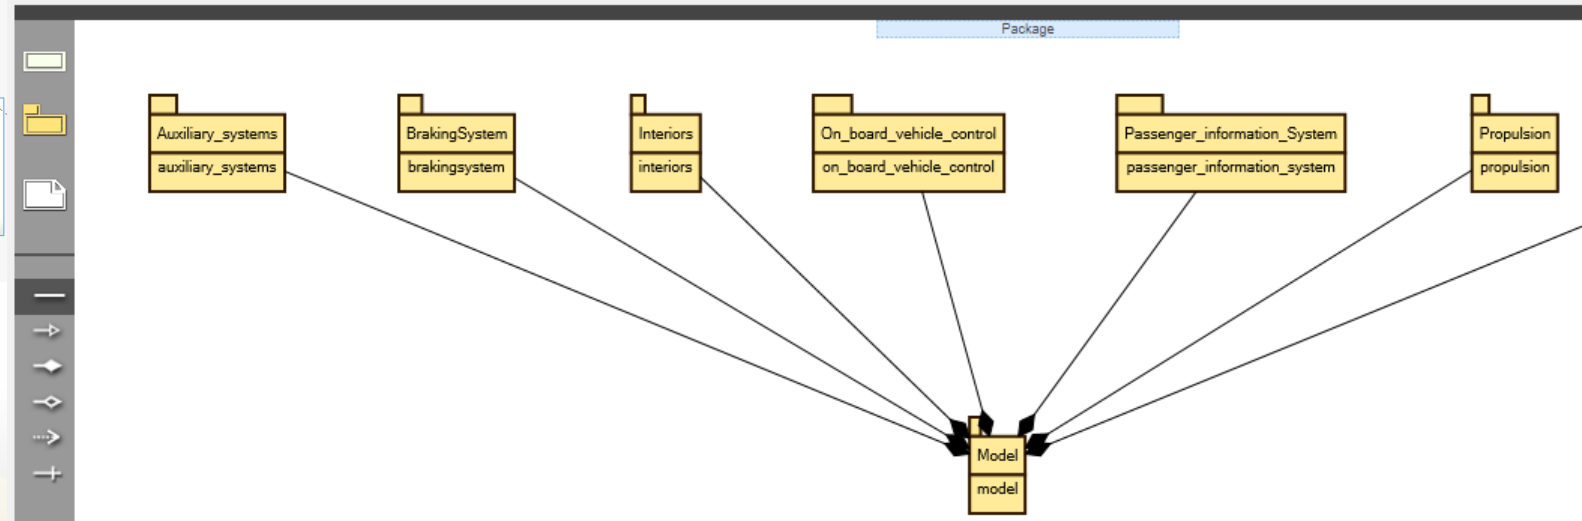 Package
Auxiliary_systems
auxiliary_systems
BrakingSystem
brakingsystem
Interiors
interiors
On_board_vehicle_control
on_board_vehicle_control
Passenger_information_System
passenger_information_system
Propulsion
propulsion
Model
model